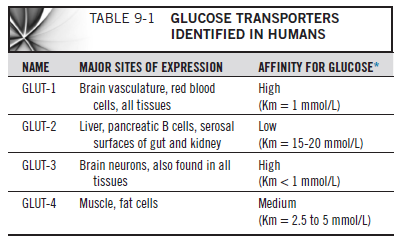 TABLE 9-1 GLUCOSE TRANSPORTERS
IDENTIFIED IN HUMANS
NAME MAJOR SITES OF EXPRESSION AFFINITY FOR GLUCOSE*
GLUT-1 Brain vasculature, red blood High
cells, all tissues (Km = 1 mmol/L)
GLUT-2 Liver, pancreatic B cells, serosal Low
surfaces of gut and kidney (Km = 15-20 mmol/L)
GLUT-3 Brain neurons, also found in all High
tissues (Km < 1 mmol/L)
GLUT-4 Muscle, fat cells Medium
(Km = 2.5 to 5 mmol/L)